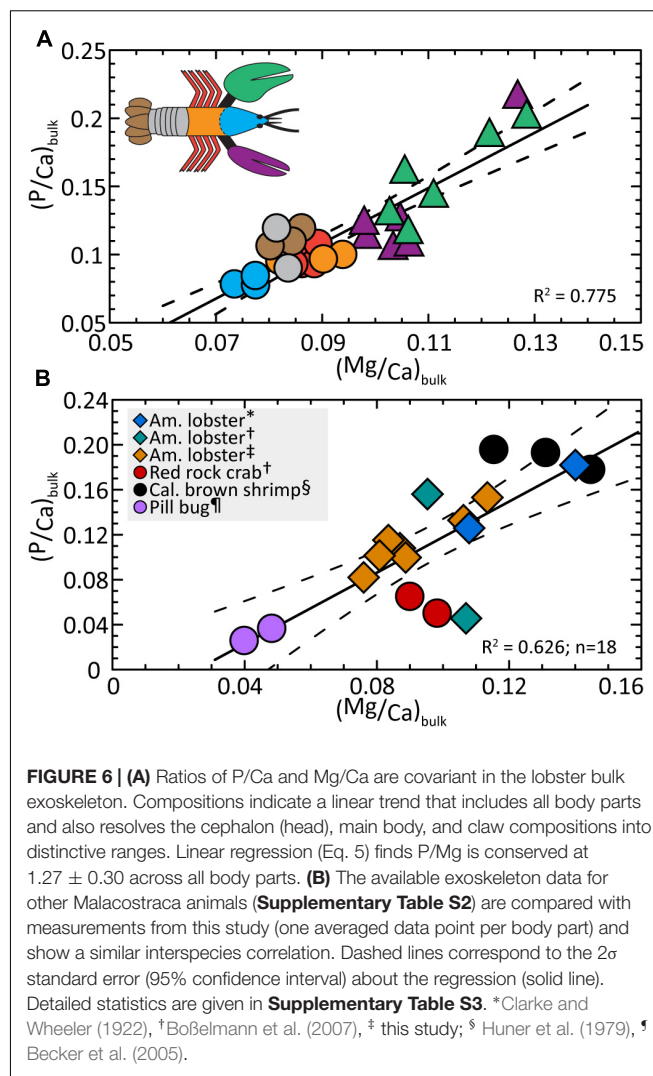 A
0.25
0.2
0.15
0.1
0.05
(P/Ca)bulk
R² = 0.775
0.05 0.07 0.09 0.11 0.13 0.15
(Mg/Ca)bulk
B
0.24
0.20
0.16
0.12
0.08
0.04
0
(P/Ca)bulk
Am. lobster*
Am. lobster†
Am. lobster‡
Red rock crab†
Cal. brown shrimp§
Pill bug¶
R² = 0.626; n=18
0 0.04 0.08 0.12 0.16
(Mg/Ca)bulk
FIGURE 6 | (A) Ratios of P/Ca and Mg/Ca are covariant in the lobster bulk
exoskeleton. Compositions indicate a linear trend that includes all body parts
and also resolves the cephalon (head), main body, and claw compositions into
distinctive ranges. Linear regression (Eq. 5) finds P/Mg is conserved at
1.27 ± 0.30 across all body parts. (B) The available exoskeleton data for
other Malacostraca animals (Supplementary Table S2) are compared with
measurements from this study (one averaged data point per body part) and
show a similar interspecies correlation. Dashed lines correspond to the 2σ
standard error (95% confidence interval) about the regression (solid line).
Detailed statistics are given in Supplementary Table S3. *Clarke and
Wheeler (1922), †Boßelmann et al. (2007), ‡ this study; § Huner et al. (1979), ¶
Becker et al. (2005).